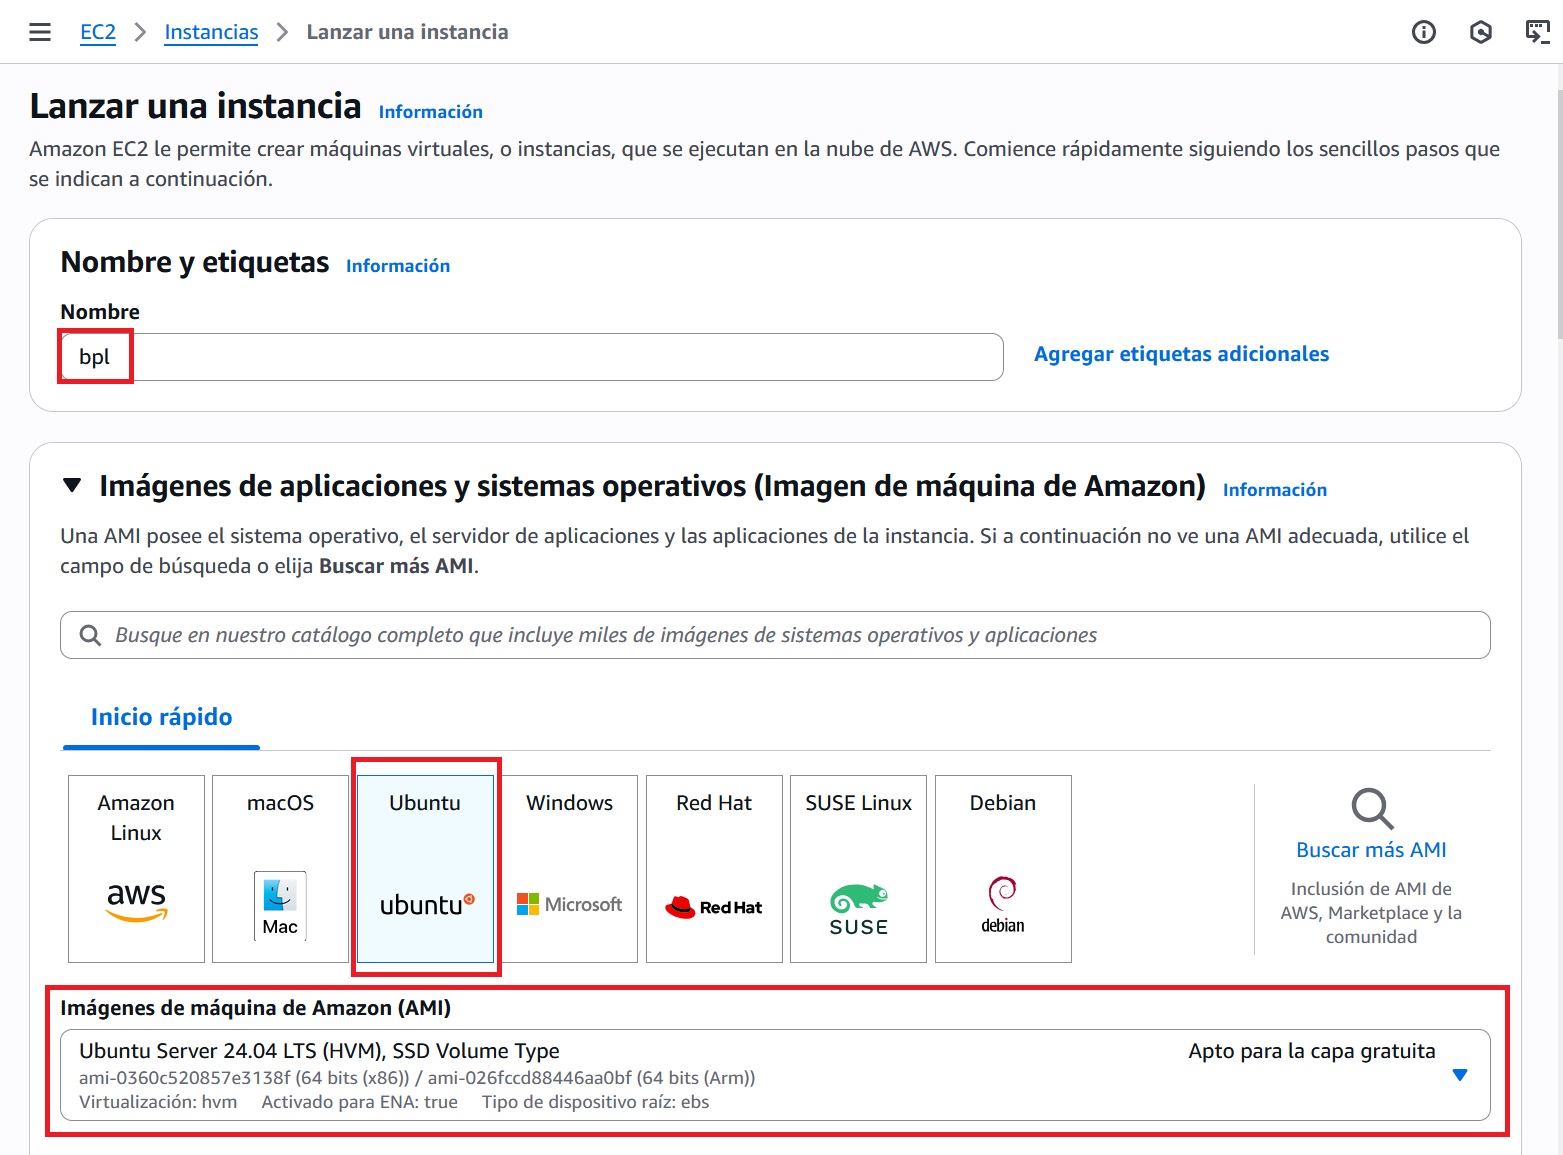 EC2 > Instancias > Lanzar una instancia
Lanzar una instancia Información
Amazon EC2 le permite crear máquinas virtuales, o instancias, que se ejecutan en la nube de AWS. Comience rápidamente siguiendo los sencillos pasos que
se indican a continuación.
Nombre y etiquetas Información
Nombre
bpl
Agregar etiquetas adicionales
Imágenes de aplicaciones y sistemas operativos (Imagen de máquina de Amazon) Información
Una AMI posee el sistema operativo, el servidor de aplicaciones y las aplicaciones de la instancia. Si a continuación no ve una AMI adecuada, utilice el
campo de búsqueda o elija Buscar más AMI.
Busque en nuestro catálogo completo que incluye miles de imágenes de sistemas operativos y aplicaciones
Inicio rápido
Amazon
Linux
aws
macOS
Mac
Ubuntu
ubuntu
Windows
Microsoft
Red Hat
Red Hat
SUSE Linux
SUSE
Debian
debian
Buscar más AMI
Inclusión de AMI de
AWS, Marketplace y la
comunidad
Imágenes de máquina de Amazon (AMI)
Ubuntu Server 24.04 LTS (HVM), SSD Volume Type
Apto para la capa gratuita
ami-0360c520857e3138f (64 bits (x86)) / ami-026fccd88446aa0bf (64 bits (Arm))
Virtualización: hvm Activado para ENA: true Tipo de dispositivo raíz: ebs